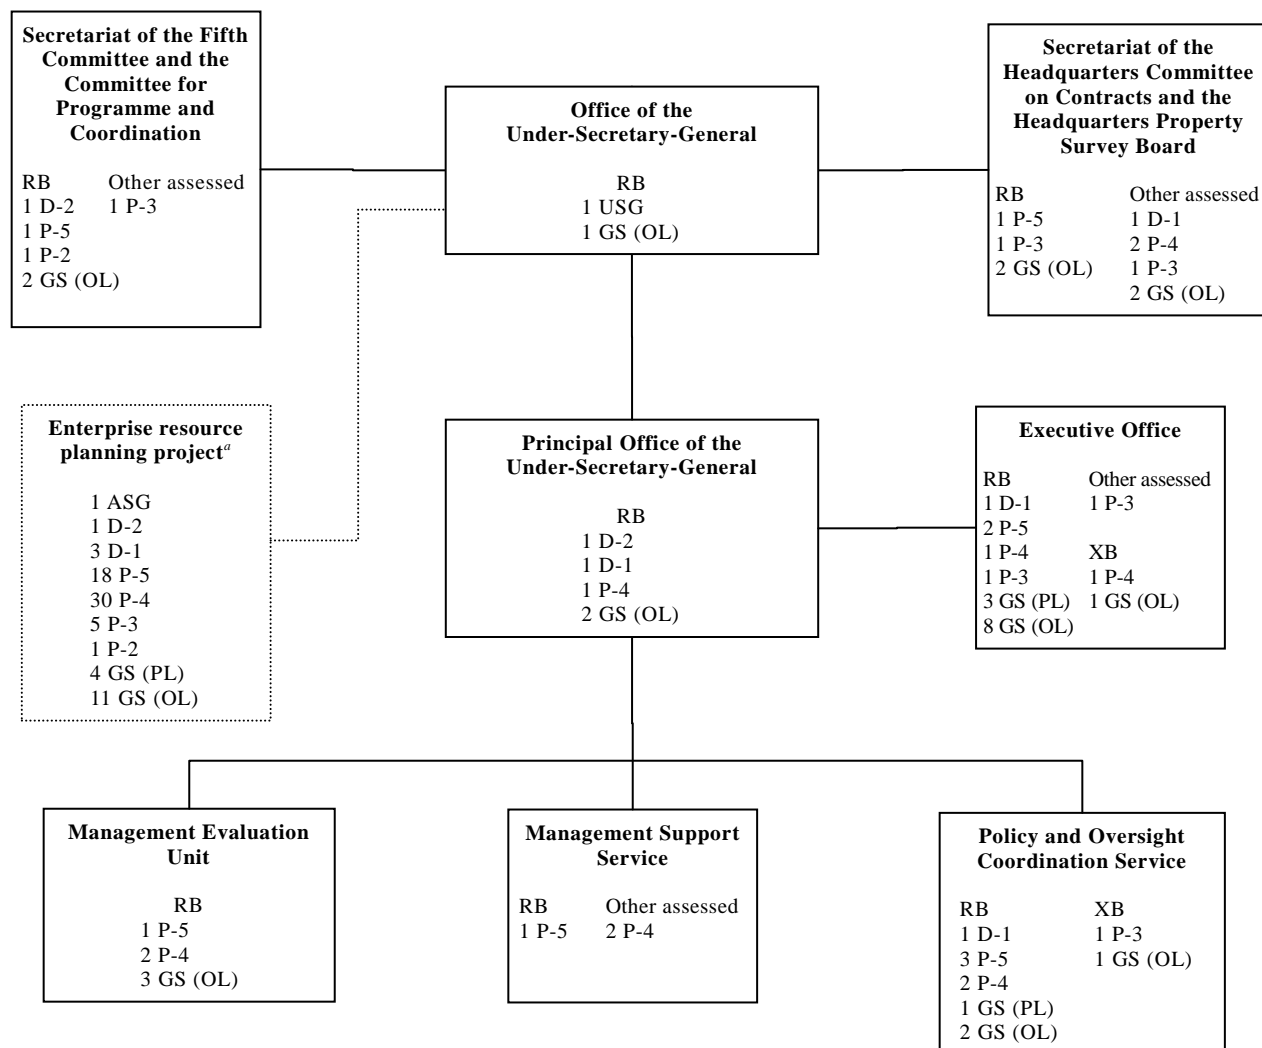 Secretariat of the Fifth
Committee and the
Committee for
Programme and
Coordination
RB Other assessed
1 D-2 1 P-3
1 P-5
1 P-2
2 GS (OL)
Office of the
Under-Secretary-General
RB
1 USG
1 GS (OL)
Secretariat of the
Headquarters Committee
on Contracts and the
Headquarters Property
Survey Board
RB Other assessed
1 P-5 1 D-1
1 P-3 2 P-4
2 GS (OL) 1 P-3
2 GS (OL)
Enterprise resource
planning project^a
1 ASG
1 D-2
3 D-1
18 P-5
30 P-4
5 P-3
1 P-2
4 GS (PL)
11 GS (OL)
Principal Office of the
Under-Secretary-General
RB
1 D-2
1 D-1
1 P-4
2 GS (OL)
Executive Office
RB Other assessed
1 D-1 1 P-3
2 P-5
1 P-4 XB
1 P-3 1 P-4
3 GS (PL) 1 GS (OL)
8 GS (OL)
Management Evaluation
Unit
RB
1 P-5
2 P-4
3 GS (OL)
Management Support
Service
RB Other assessed
1 P-5 2 P-4
Policy and Oversight
Coordination Service
RB XB
1 D-1 1 P-3
3 P-5 1 GS (OL)
2 P-4
1 GS (PL)
2 GS (OL)